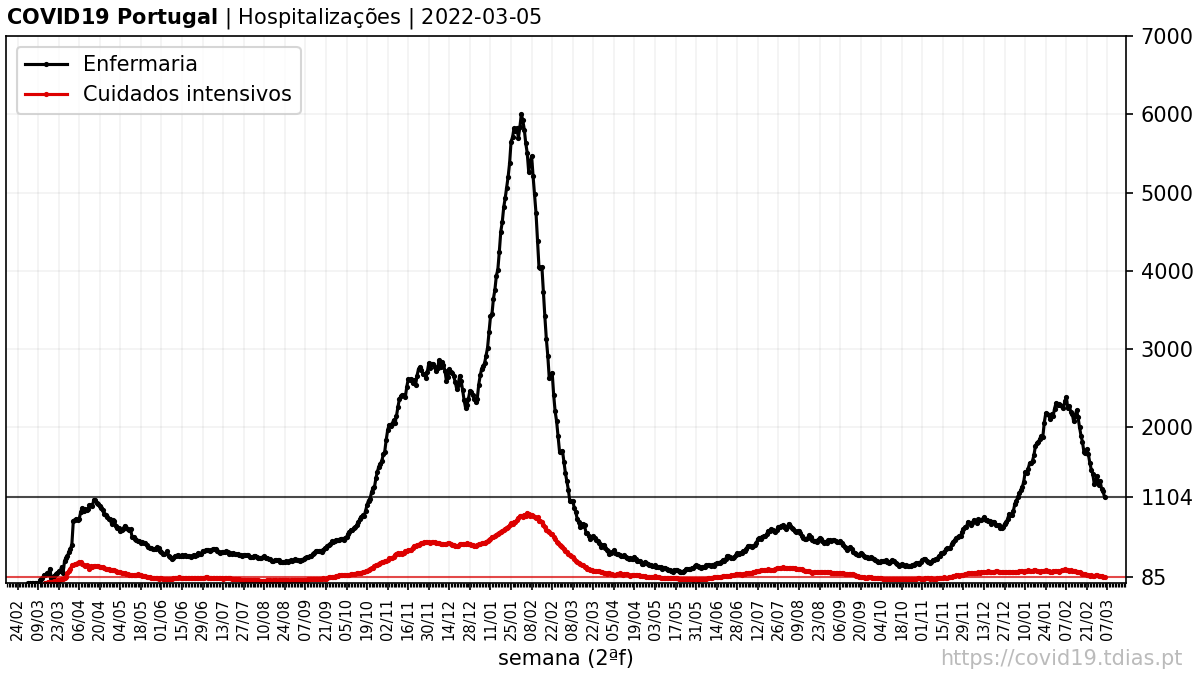 COVID19 Portugal | Hospitalizações | 2022-03-05
Enfermaria
Cuidados intensivos
7000
6000
5000
4000
3000
2000
1104
85
24/02 09/03 23/03 06/04 20/04 04/05 18/05 01/06 15/06 29/06 13/07 27/07 10/08 24/08 07/09 21/09 05/10 19/10 02/11 16/11 30/11 14/12 28/12 11/01 25/01 08/02 22/02 08/03 22/03 05/04 19/04 03/05 17/05 31/05 14/06 28/06 12/07 26/07 09/08 23/08 06/09 20/09 04/10 18/10 01/11 15/11 29/11 13/12 27/12 10/01 24/01 07/02 21/02 07/03
semana (2ªf)
https://covid19.tdias.pt